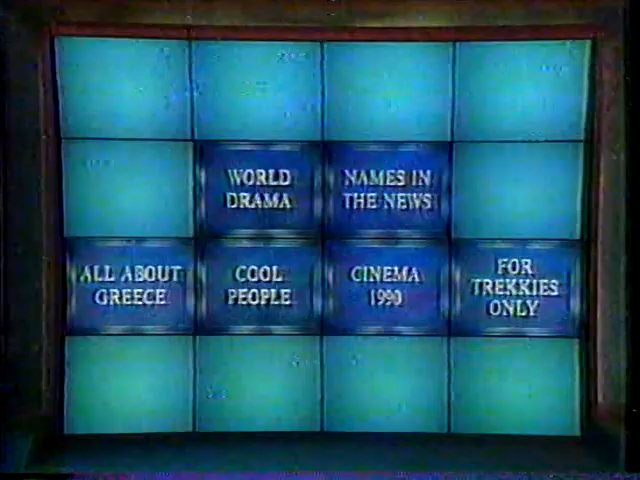 WORLD
DRAMA
NAMES IN
THE NEWS
ALL ABOUT
GREECE
COOL
PEOPLE
CINEMA
1990
FOR
TREKKIES
ONLY